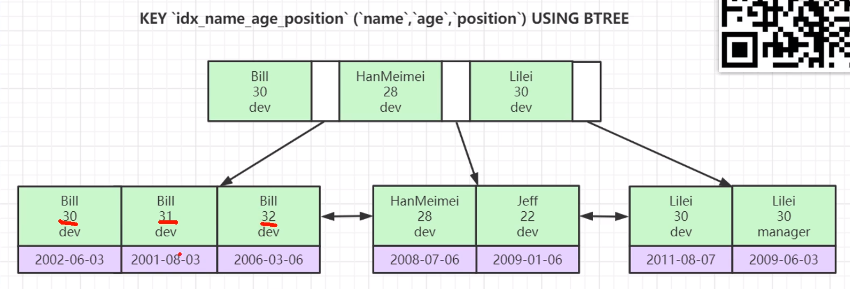 KEY `idx_name_age_position` (`name`,`age`,`position`) USING BTREE
Bill
30
dev
HanMeimei
28
dev
Lilei
30
dev
Bill
30
dev
2002-06-03
Bill
31
dev
2001-08-03
Bill
32
dev
2006-03-06
HanMeimei
28
dev
2008-07-06
Jeff
22
dev
2009-01-06
Lilei
30
dev
2011-08-07
Lilei
30
manager
2009-06-03